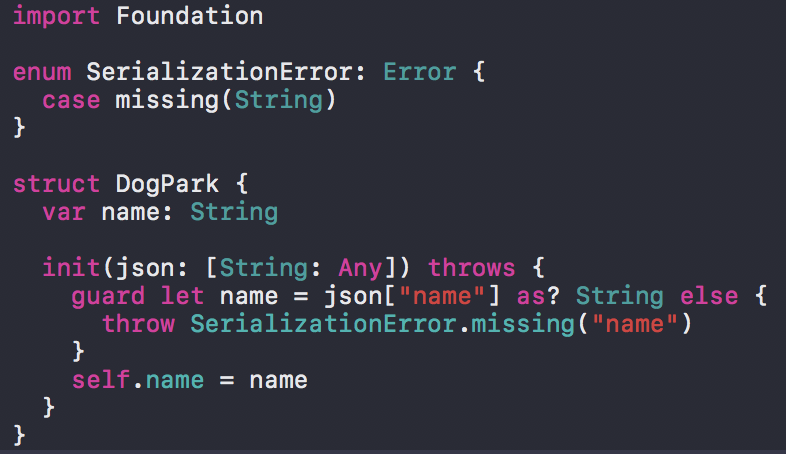 import Foundation
enum SerializationError: Error {
  case missing(String)
}
struct DogPark {
  var name: String
  init(json: [String: Any]) throws {
    guard let name = json["name"] as? String else {
      throw SerializationError.missing("name")
    }
    self.name = name
  }
}